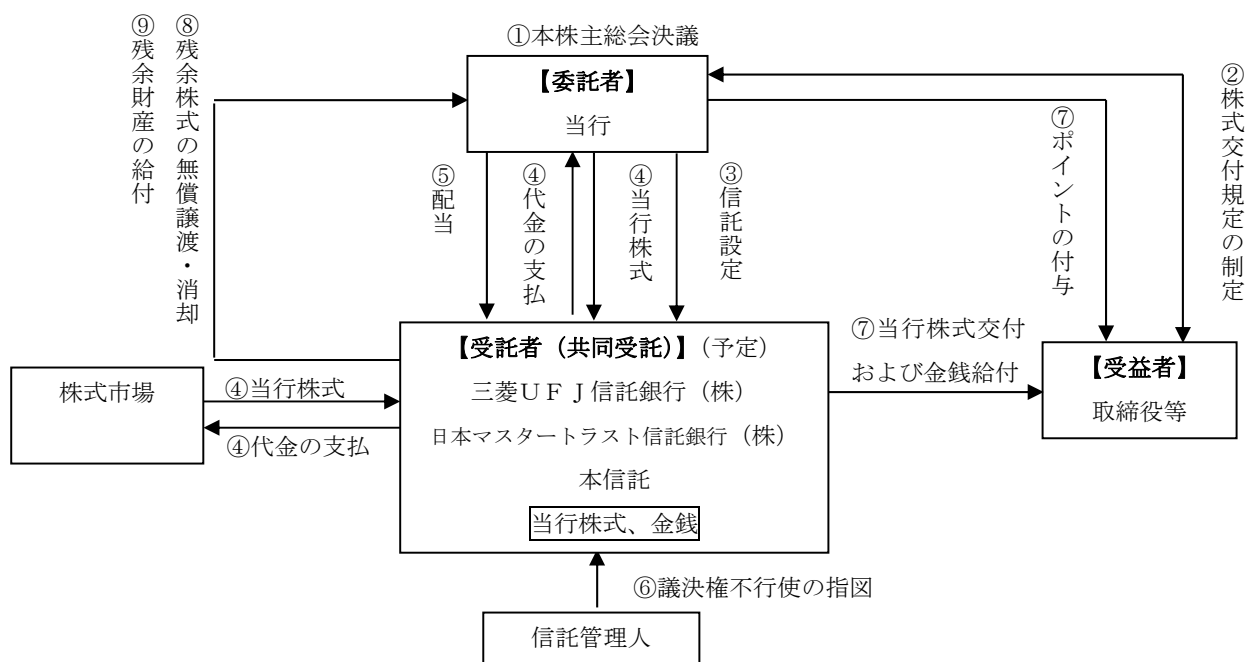 ①本株主総会決議
【委託者】
当行
⑨残余財産の給付
⑧残余株式の無償譲渡・消却
⑤配当
④代金の支払
④当行株式
③信託設定
⑦ポイントの付与
②株式交付規定の制定
【受託者（共同受託）】（予定）
三菱ＵＦＪ信託銀行（株）
日本マスタートラスト信託銀行（株）
本信託
当行株式、金銭
株式市場
④当行株式
④代金の支払
⑦当行株式交付
および金銭給付
【受益者】
取締役等
⑥議決権不行使の指図
信託管理人